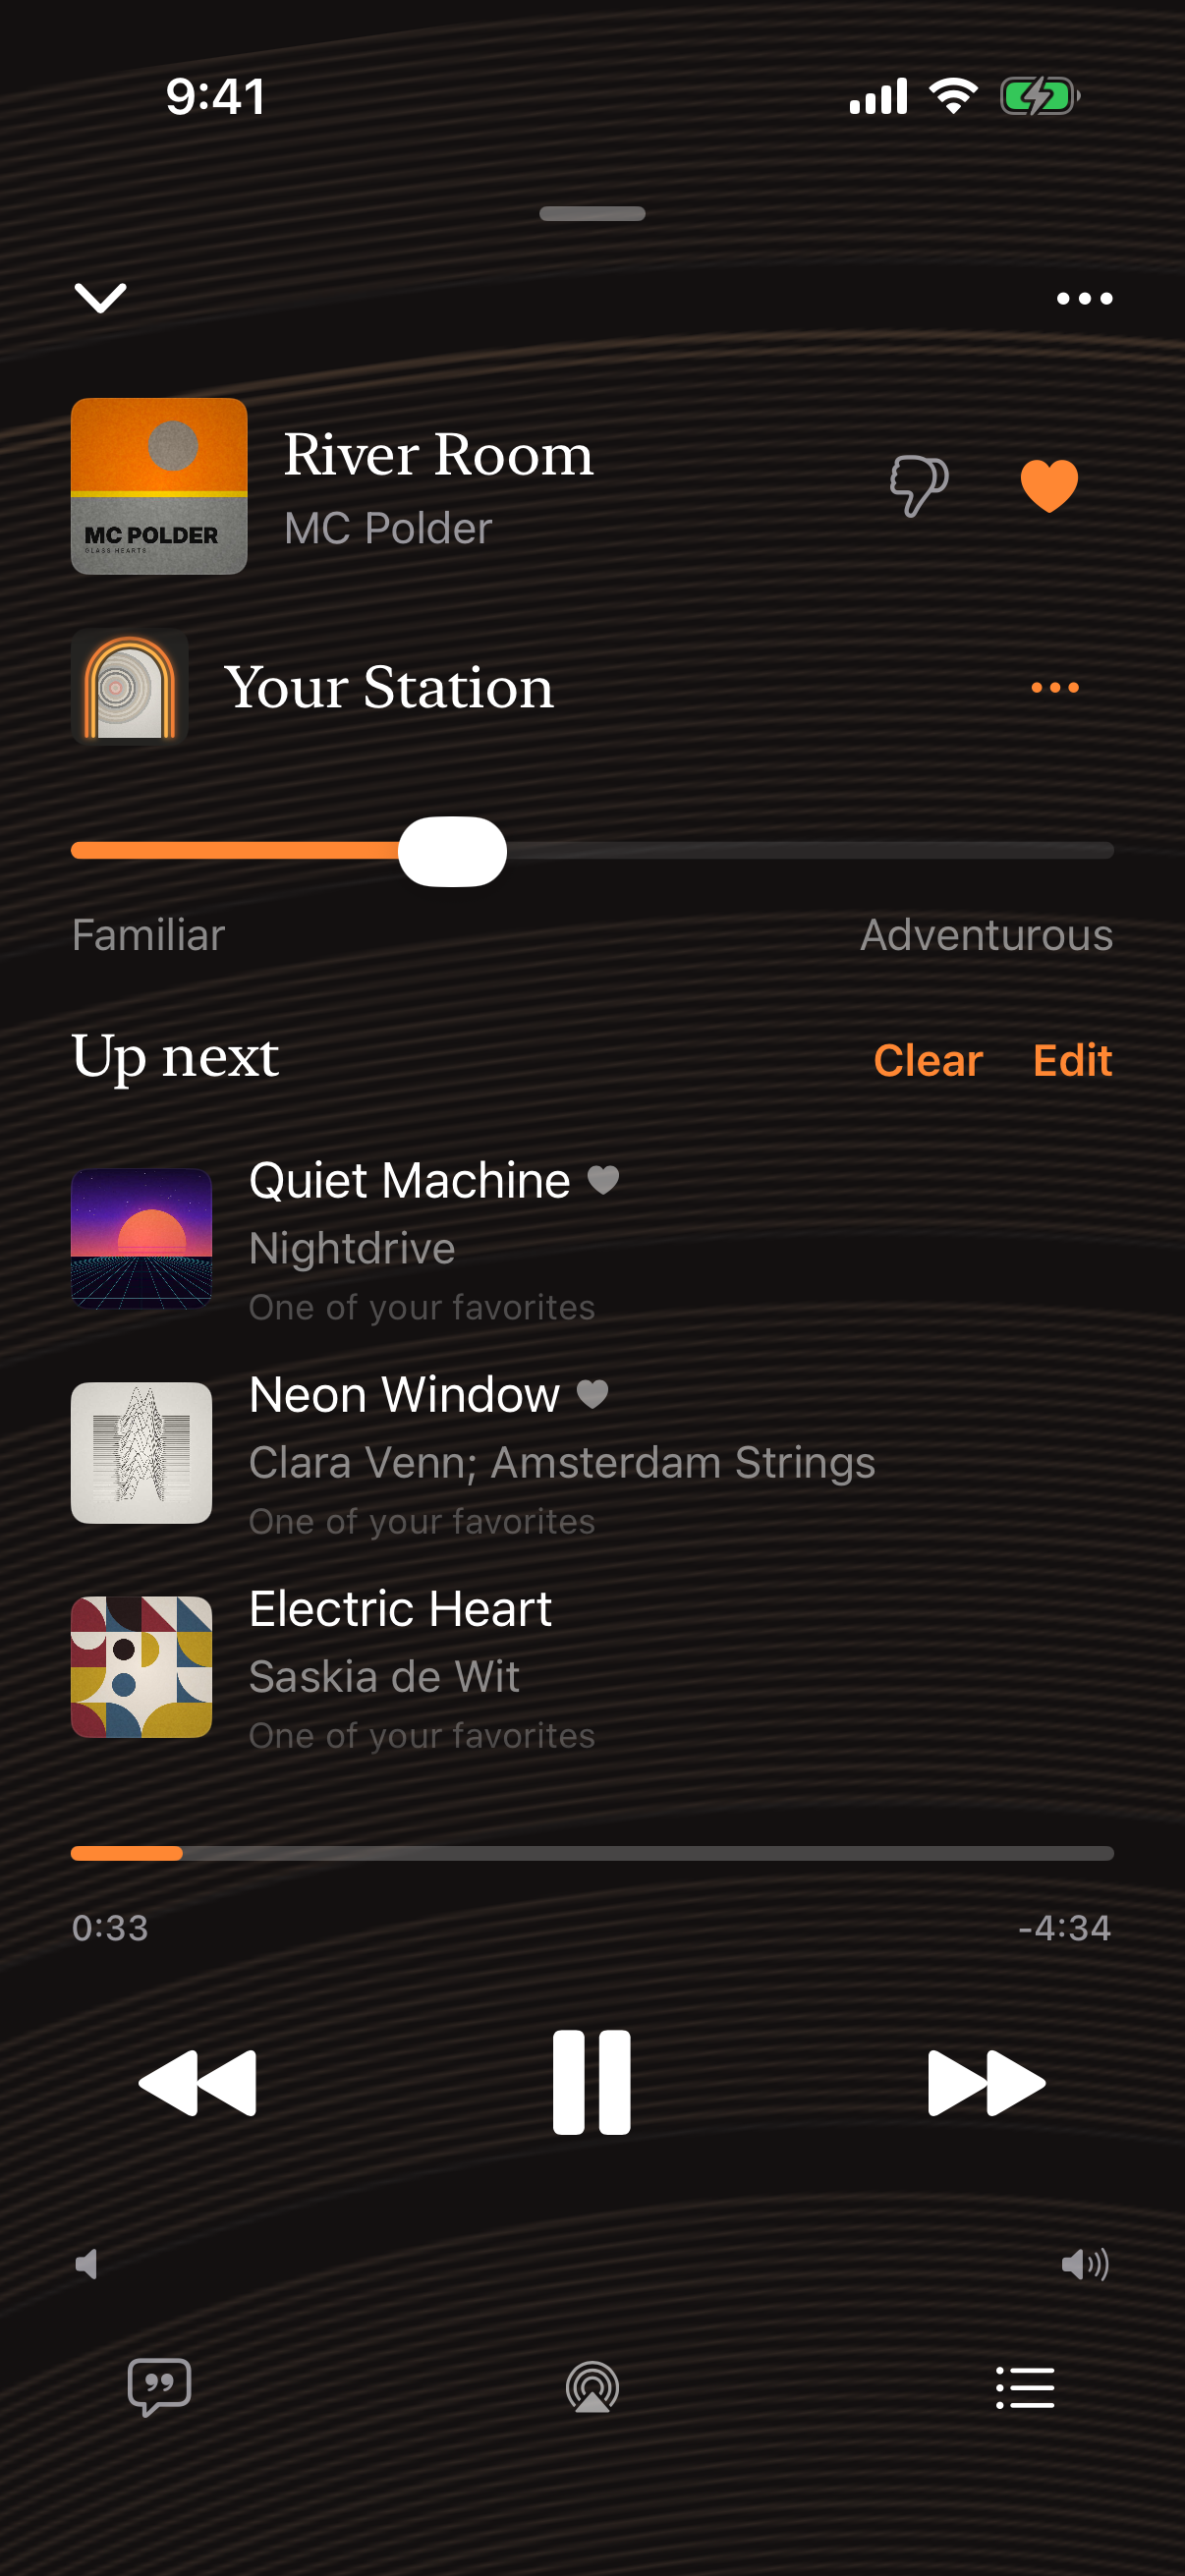 9:41
River Room
MC Polder
MC POLDER
GLASS HEARTS
Your Station
Familiar
Adventurous
Up next
Clear
Edit
Quiet Machine
Nightdrive
One of your favorites
Neon Window
Clara Venn; Amsterdam Strings
One of your favorites
Electric Heart
Saskia de Wit
One of your favorites
0:33
-4:34